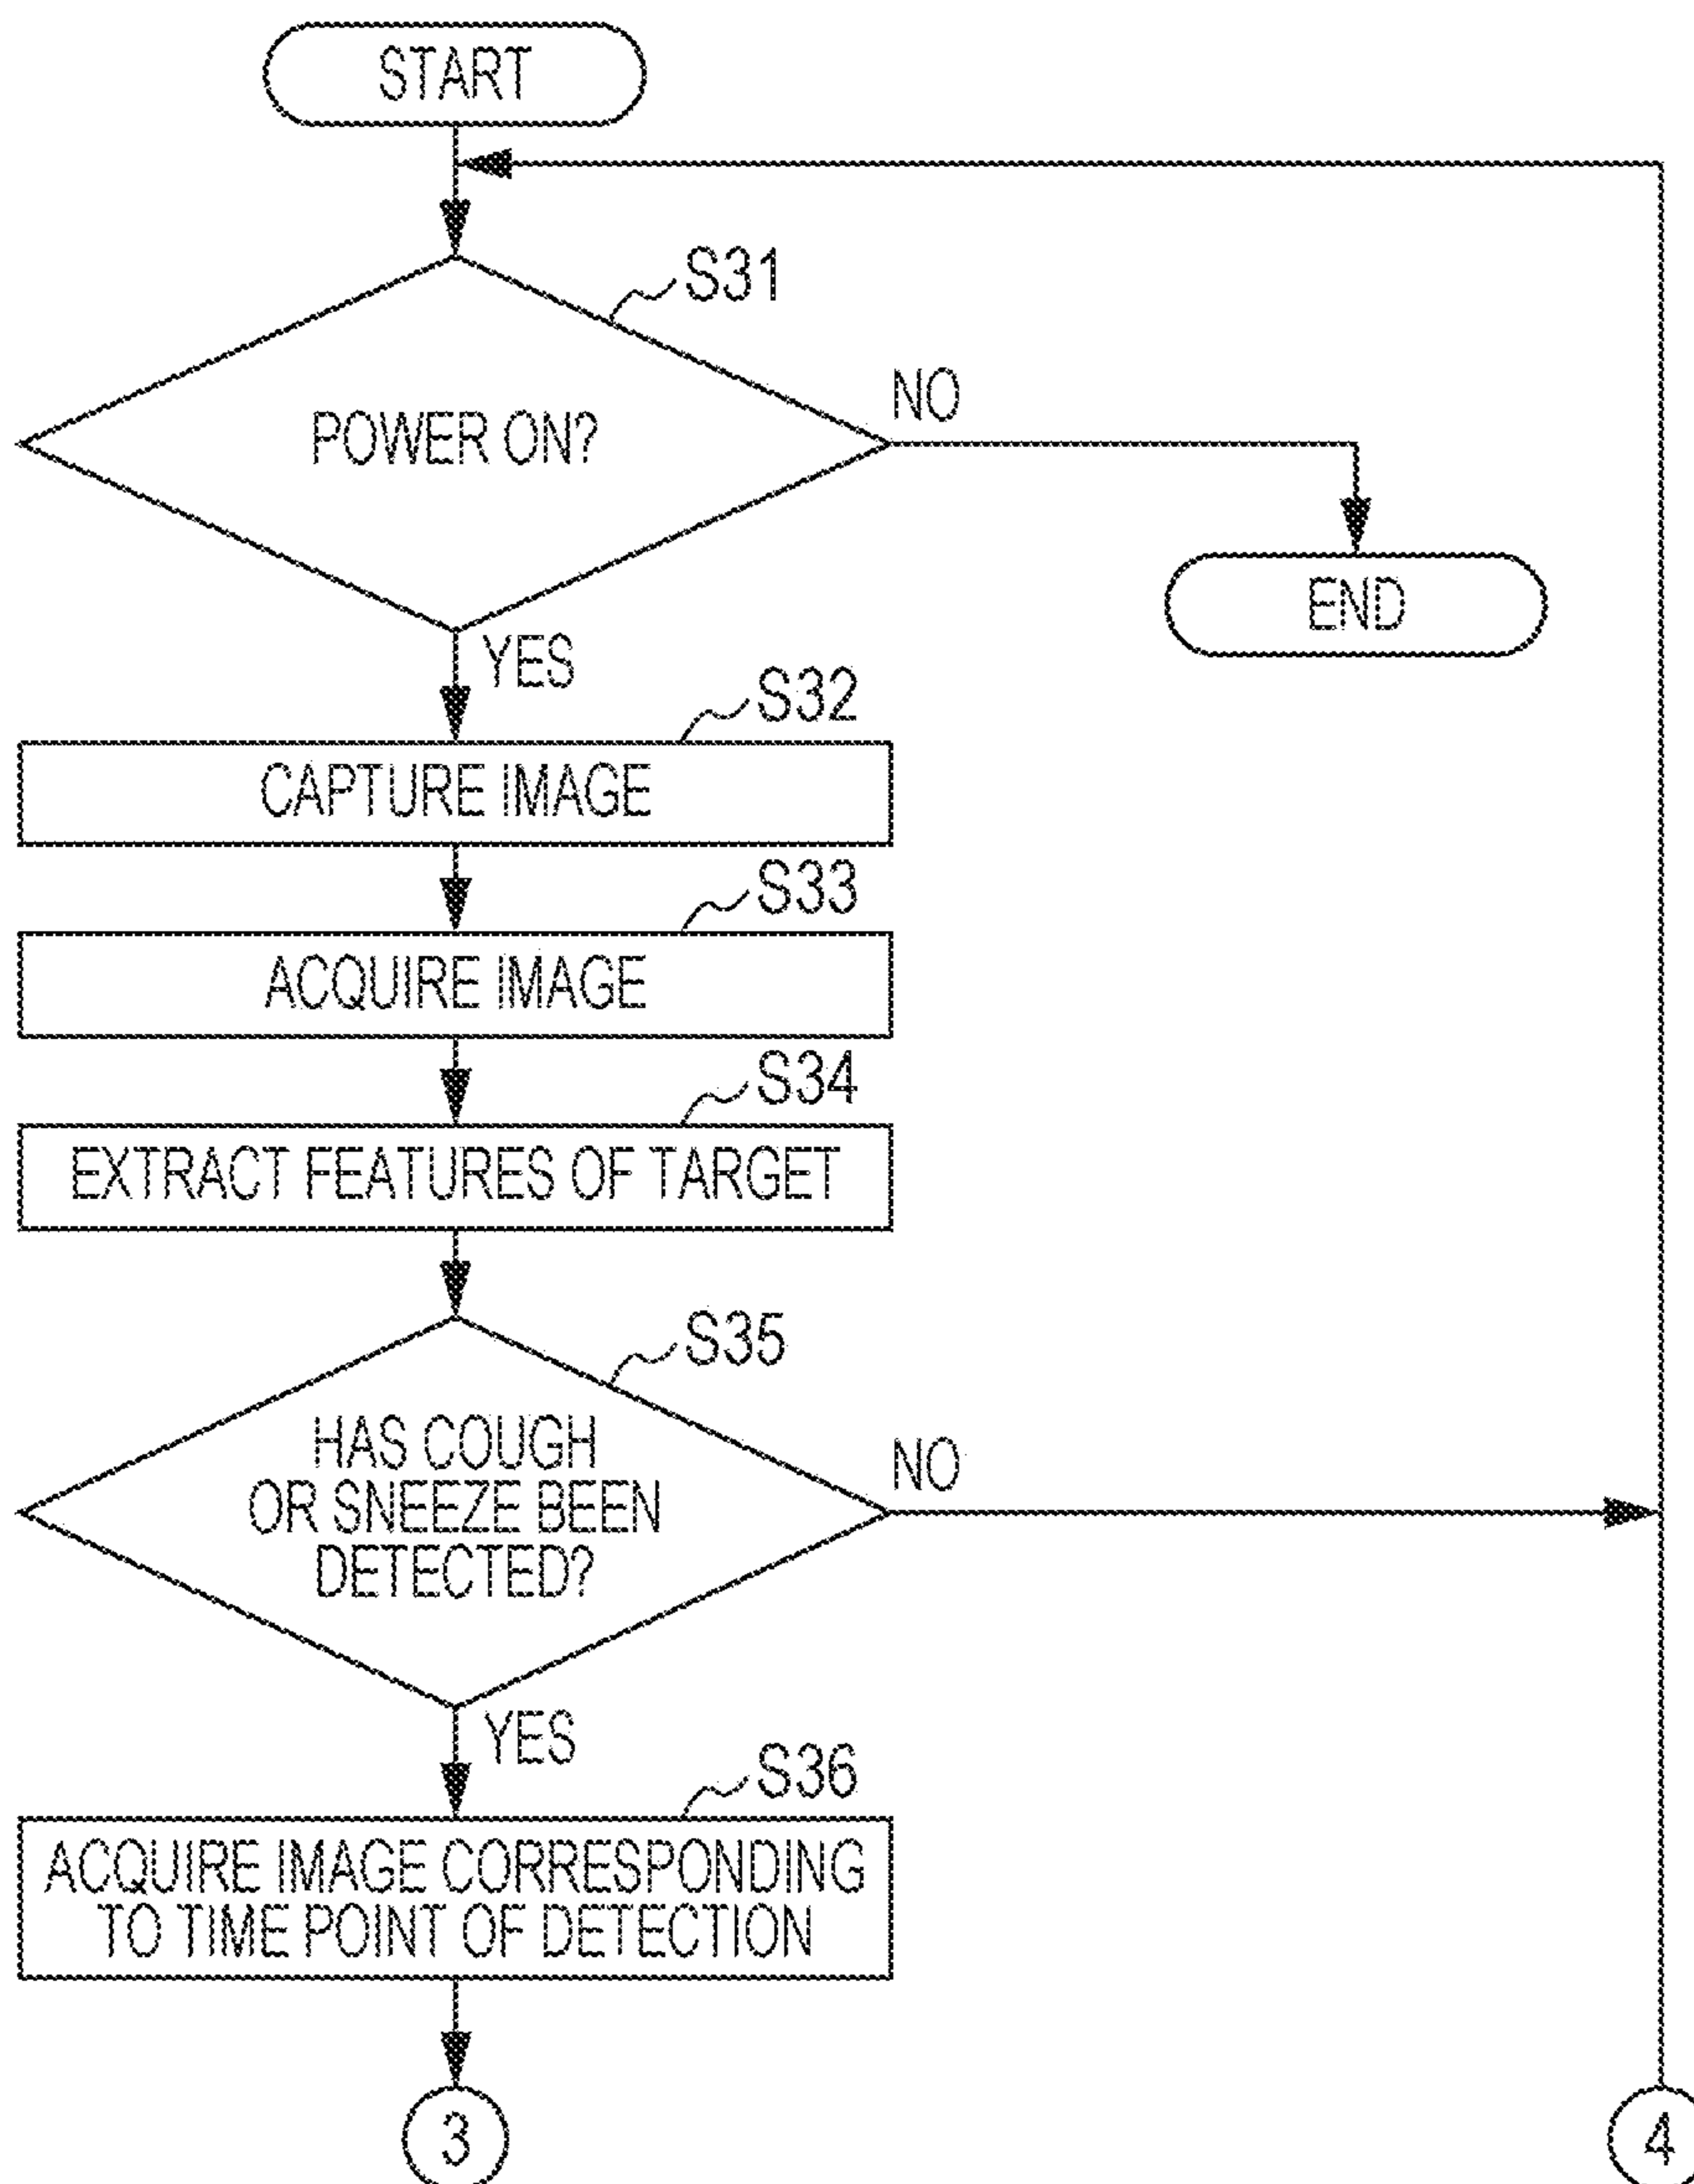 START
S31
POWER ON?
NO
END
YES
S32
CAPTURE IMAGE
S33
ACQUIRE IMAGE
S34
EXTRACT FEATURES OF TARGET
S35
HAS COUGH
OR SNEEZE BEEN
DETECTED?
NO
YES
S36
ACQUIRE IMAGE CORRESPONDING
TO TIME POINT OF DETECTION
3
4